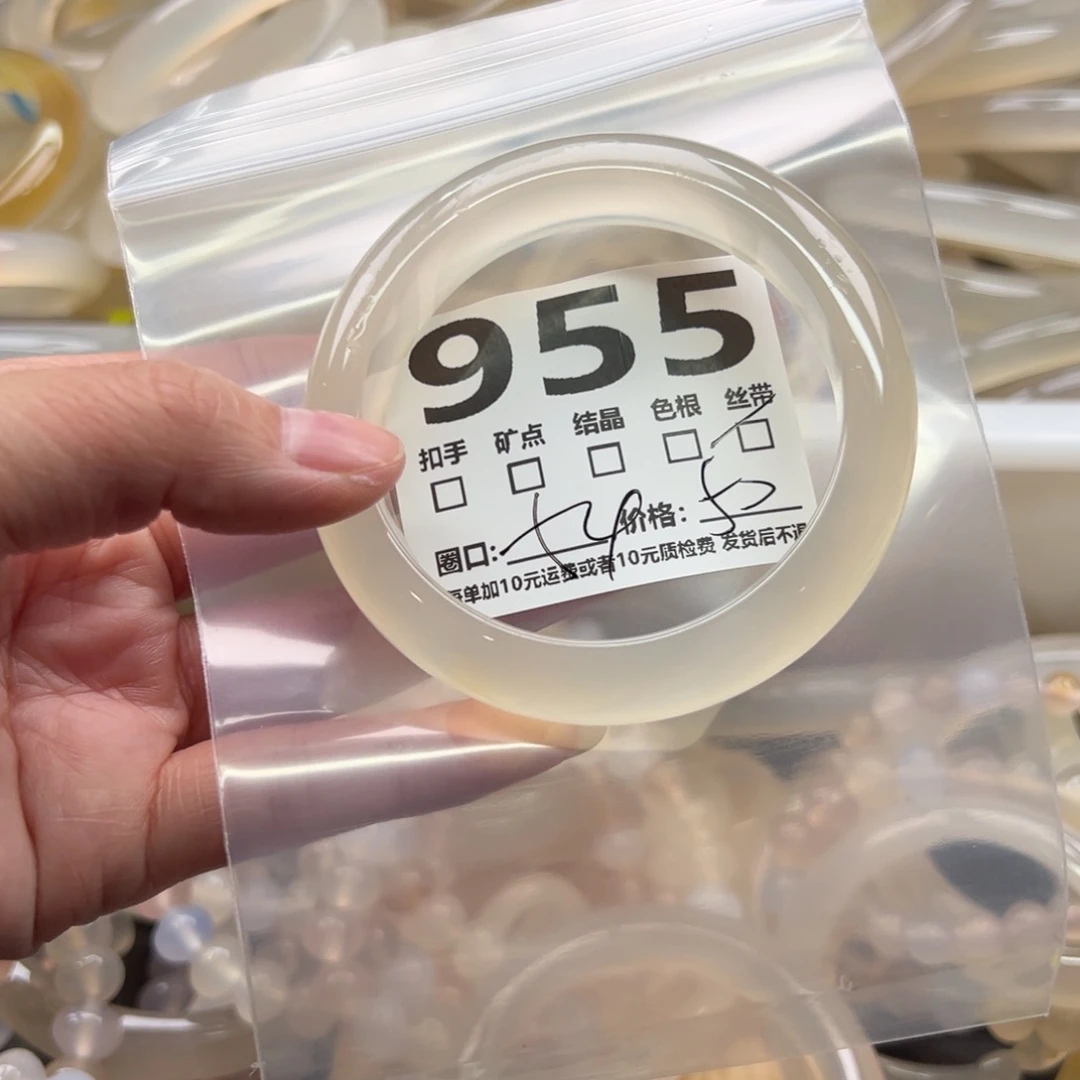 955
扣手 矿点 结晶 色根 丝带
圈口: 价格:
单加10元运费或者10元质检费 发货后不退